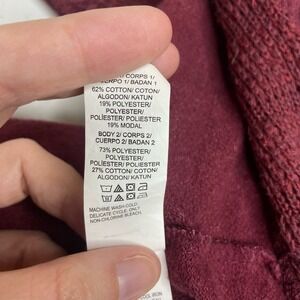 CORPS 1/
CUERPO 1/ BADAN 1
62% COTTON/ COTON/
ALGODON/ KATUN
19% POLYESTER/
POLYESTER/
POLIESTER/ POLIESTER
19% MODAL
BODY 2/ CORPS 2/
CUERPO 2/ BADAN 2
73% POLYESTER/
POLYESTER/
POLIESTER/ POLIESTER
27% COTTON/ COTON/
ALGODON/ KATUN
MACHINE WASH COLD
DELICATE CYCLE, ONLY
NON-CHLORINE BLEACH,
COOL IRON